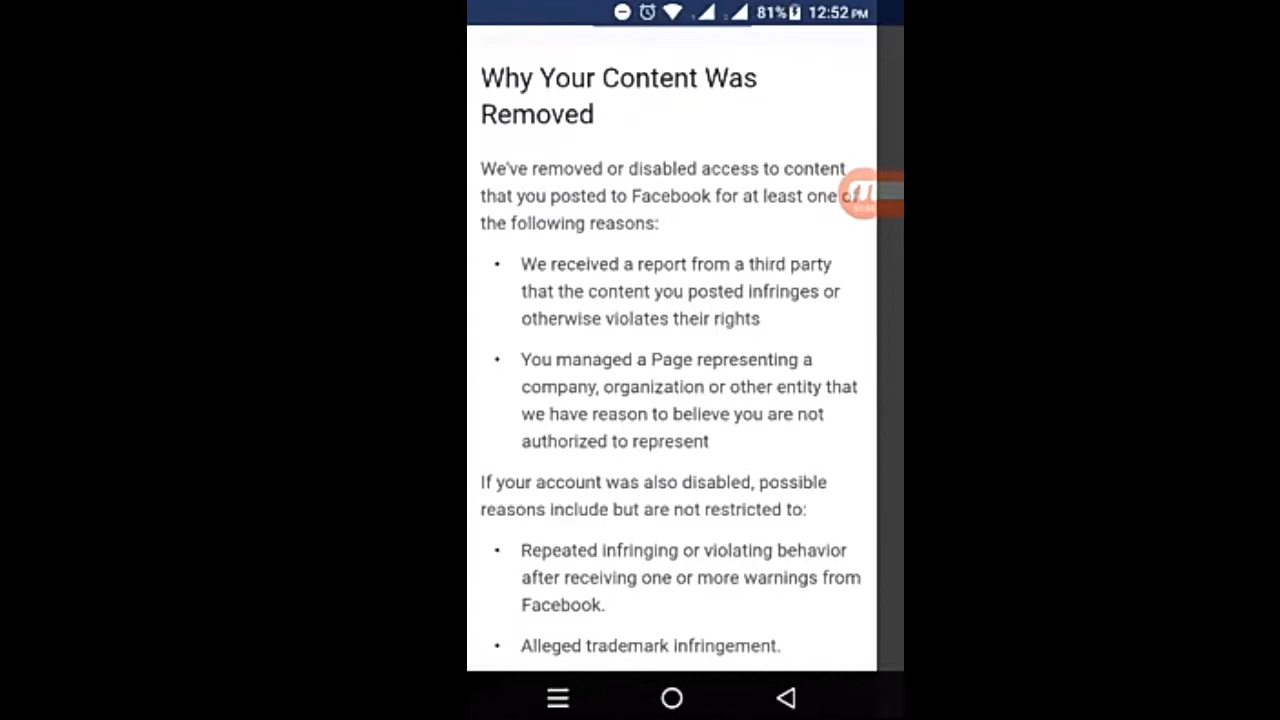 81% 12:52 PM
Why Your Content Was
Removed
We've removed or disabled access to content
that you posted to Facebook for at least one of
the following reasons:
• We received a report from a third party
that the content you posted infringes or
otherwise violates their rights
• You managed a Page representing a
company, organization or other entity that
we have reason to believe you are not
authorized to represent
If your account was also disabled, possible
reasons include but are not restricted to:
• Repeated infringing or violating behavior
after receiving one or more warnings from
Facebook.
• Alleged trademark infringement.